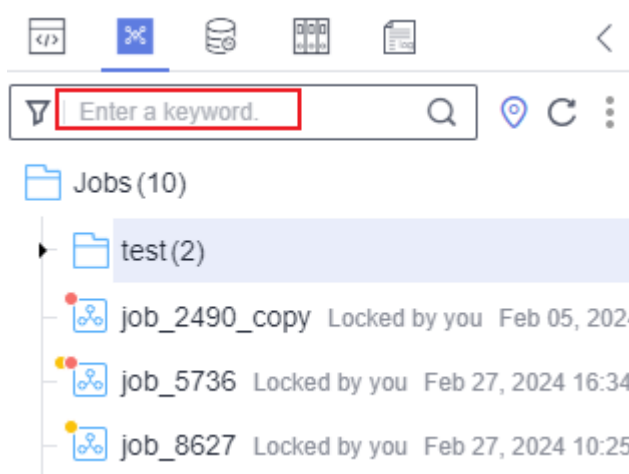 </>
log
Enter a keyword.
Jobs (10)
test (2)
job_2490_copy Locked by you Feb 05, 202
job_5736 Locked by you Feb 27, 2024 16:34
job_8627 Locked by you Feb 27, 2024 10:25